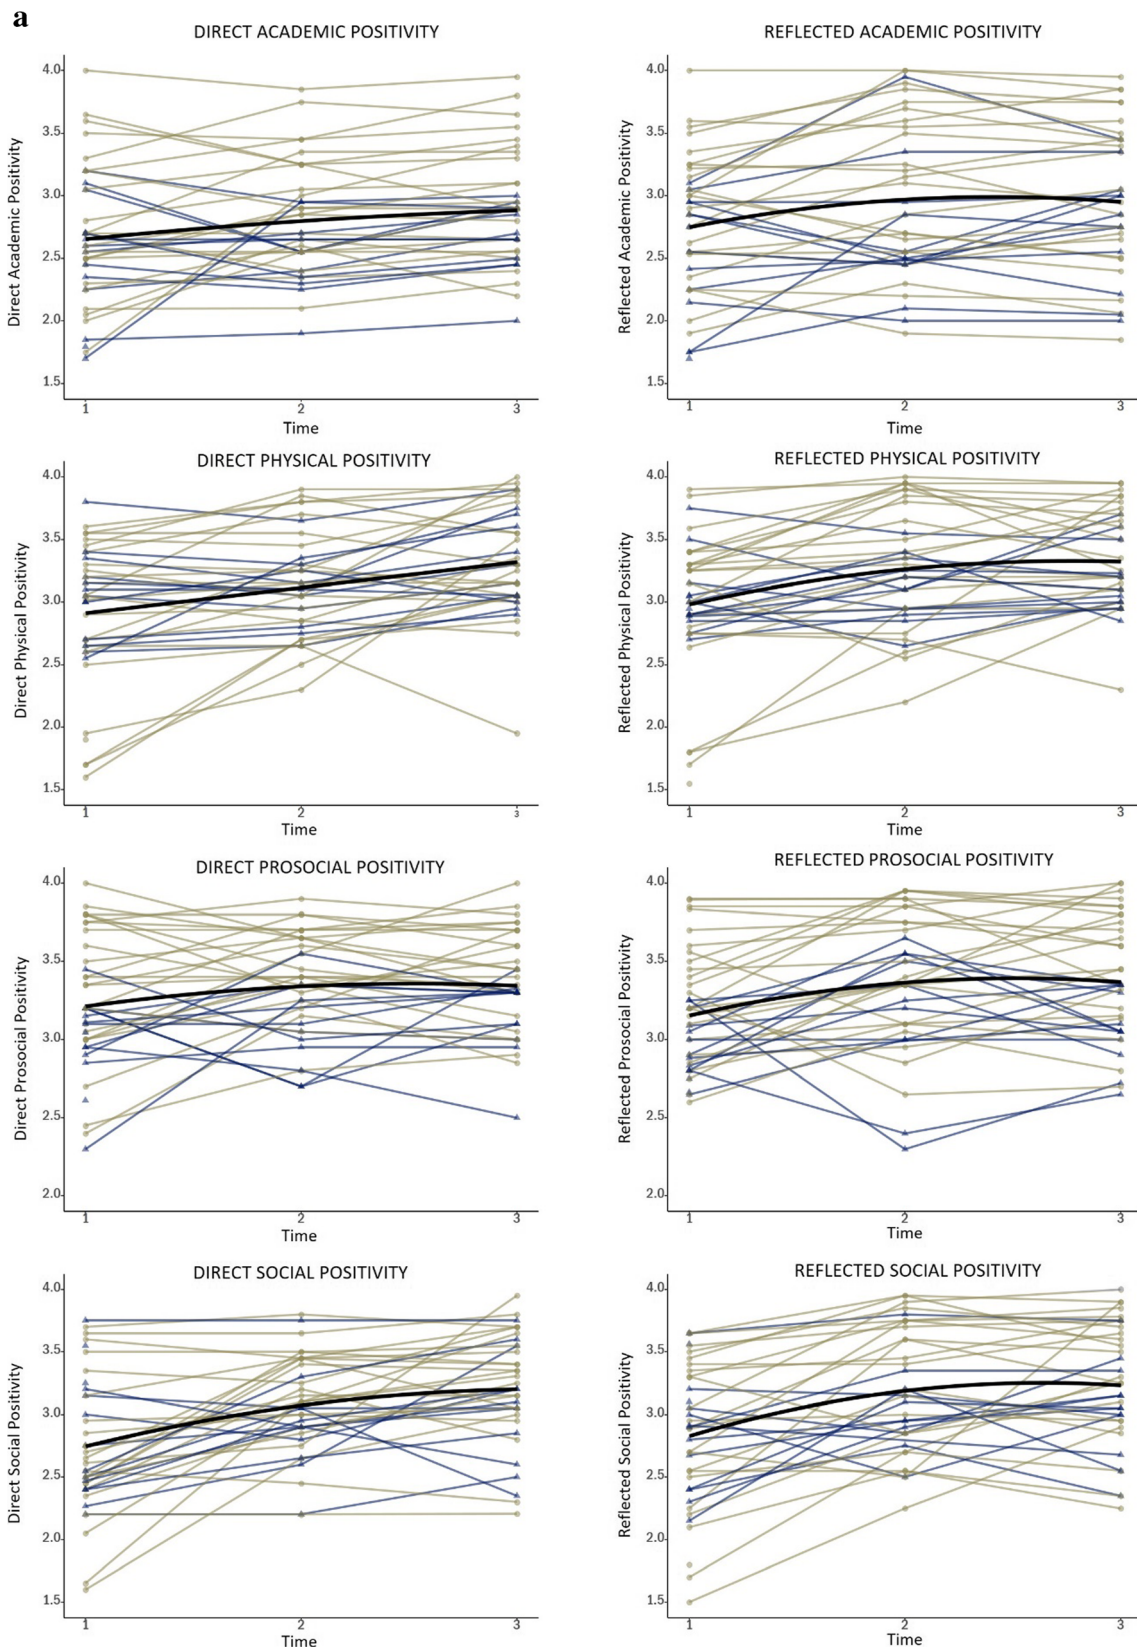 a
DIRECT ACADEMIC POSITIVITY
Direct Academic Positivity
4.0
3.5
3.0
2.5
2.0
1.5
1 2 3
Time
REFLECTED ACADEMIC POSITIVITY
Reflected Academic Positivity
4.0
3.5
3.0
2.5
2.0
1.5
1 2 3
Time
DIRECT PHYSICAL POSITIVITY
Direct Physical Positivity
4.0
3.5
3.0
2.5
2.0
1.5
1 2 3
Time
REFLECTED PHYSICAL POSITIVITY
Reflected Physical Positivity
4.0
3.5
3.0
2.5
2.0
1.5
1 2 3
Time
DIRECT PROSOCIAL POSITIVITY
Direct Prosocial Positivity
4.0
3.5
3.0
2.5
2.0
1 2 3
Time
REFLECTED PROSOCIAL POSITIVITY
Reflected Prosocial Positivity
4.0
3.5
3.0
2.5
2.0
1 2 3
Time
DIRECT SOCIAL POSITIVITY
Direct Social Positivity
4.0
3.5
3.0
2.5
2.0
1.5
1 2 3
Time
REFLECTED SOCIAL POSITIVITY
Reflected Social Positivity
4.0
3.5
3.0
2.5
2.0
1.5
1 2 3
Time